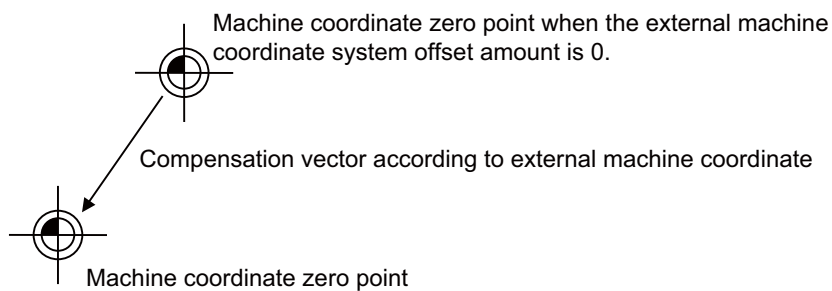 Machine coordinate zero point when the external machine
coordinate system offset amount is 0.
Compensation vector according to external machine coordinate
Machine coordinate zero point